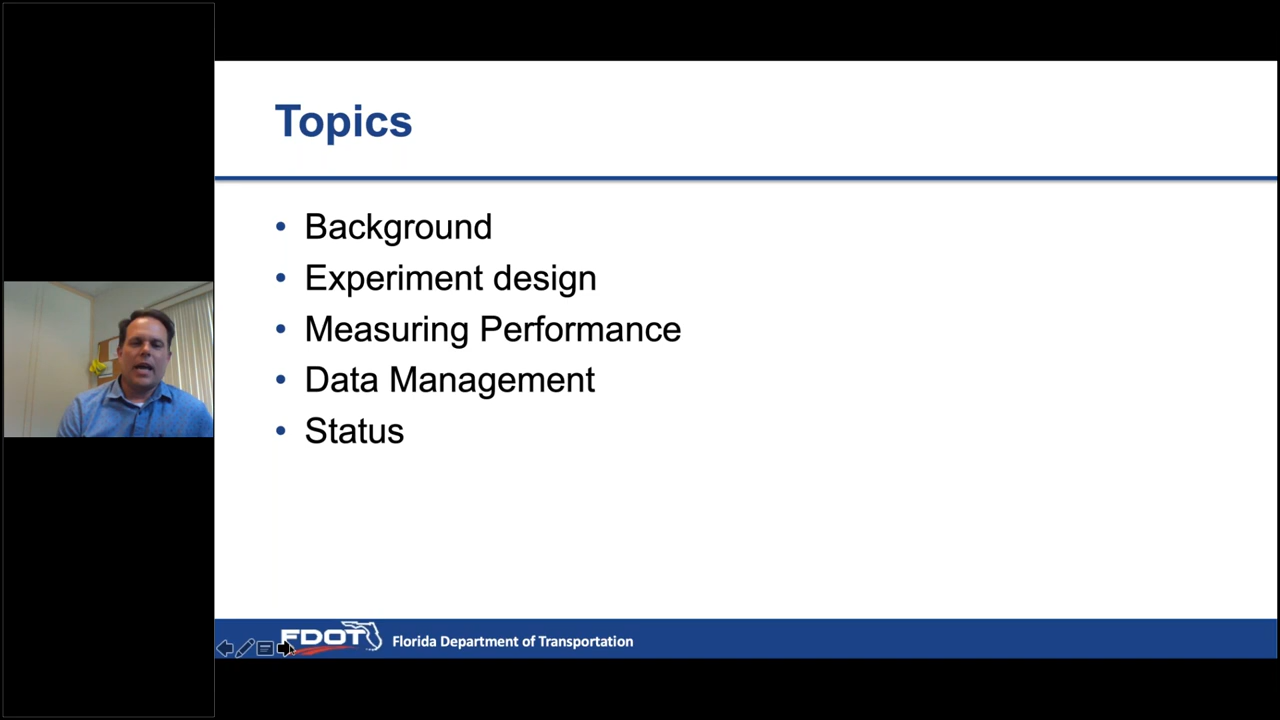 Topics
• Background
• Experiment design
• Measuring Performance
• Data Management
• Status
FDOT Florida Department of Transportation